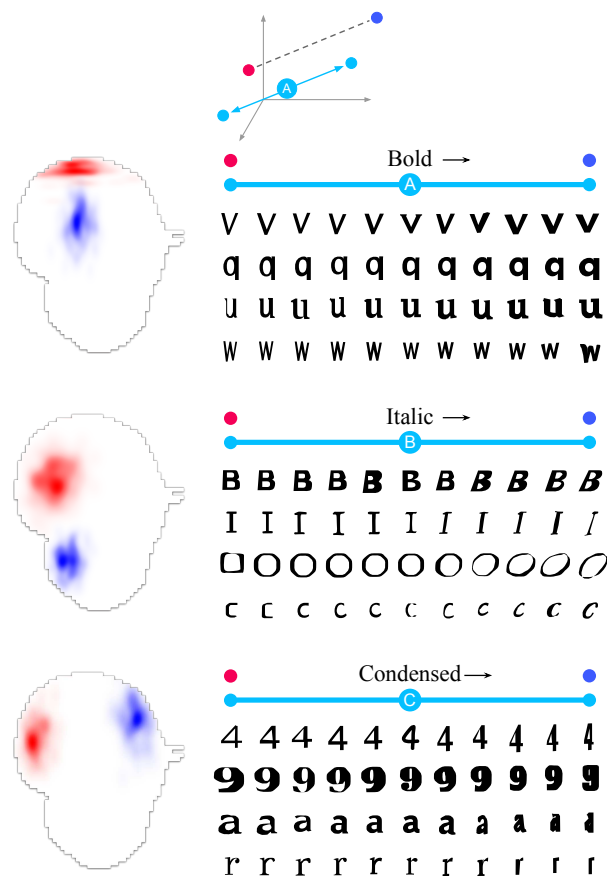 A
Bold →
A
v v v v v v v v v v v
q q q q q q q q q q q
u u u u u u u u u u u
w w w w w w w w w w w
Italic →
B
B B B B B B B B B B B
I I I I I I I I I I I
O O O O O O O O O O O
c c c c c c c c c c c
Condensed →
C
4 4 4 4 4 4 4 4 4 4 4
9 9 9 9 9 9 9 9 9 9 9
a a a a a a a a a a a
r r r r r r r r r r r